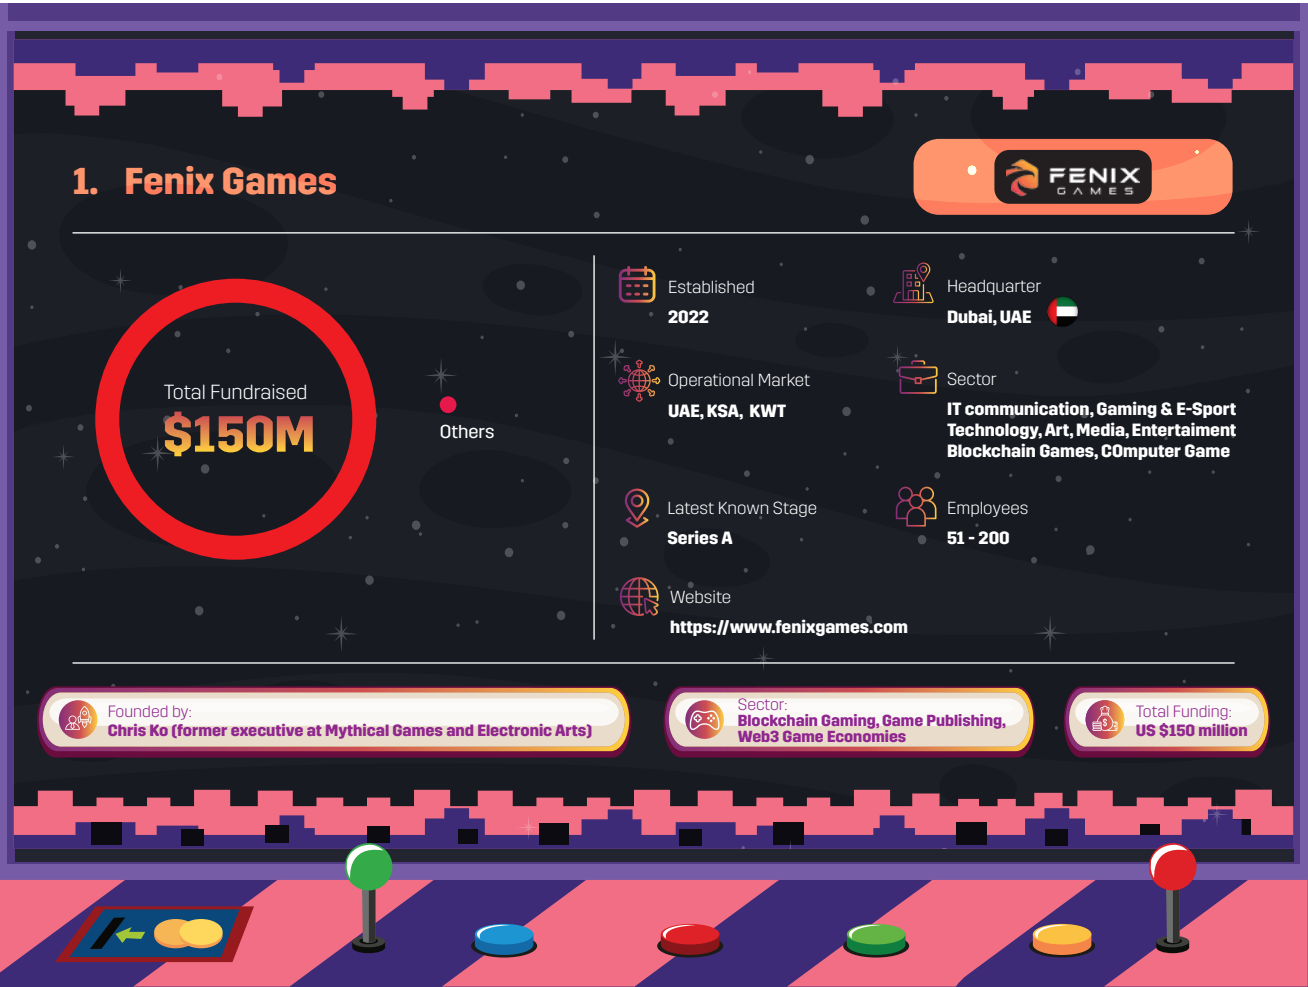 1. Fenix Games
FENIX
GAMES
Total Fundraised
$150M
Others
Established
2022
Headquarter
Dubai, UAE
Operational Market
UAE, KSA, KWT
Sector
IT communication, Gaming & E-Sport
Technology, Art, Media, Entertaiment
Blockchain Games, COmputer Game
Latest Known Stage
Series A
Employees
51 - 200
Website
https://www.fenixgames.com
Founded by:
Chris Ko (former executive at Mythical Games and Electronic Arts)
Sector:
Blockchain Gaming, Game Publishing,
Web3 Game Economies
Total Funding:
US $150 million